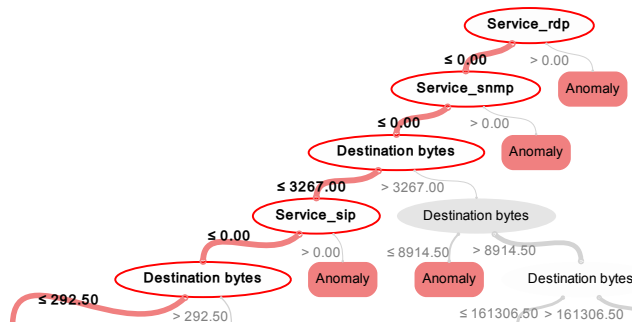 Service_rdp
≤ 0.00 > 0.00
Service_snmp Anomaly
≤ 0.00 > 0.00
Destination bytes Anomaly
≤ 3267.00 > 3267.00
Service_sip Destination bytes
≤ 0.00 > 0.00 ≤ 8914.50 > 8914.50
Destination bytes Anomaly Anomaly Destination bytes
≤ 292.50 > 292.50 ≤ 161306.50 > 161306.50